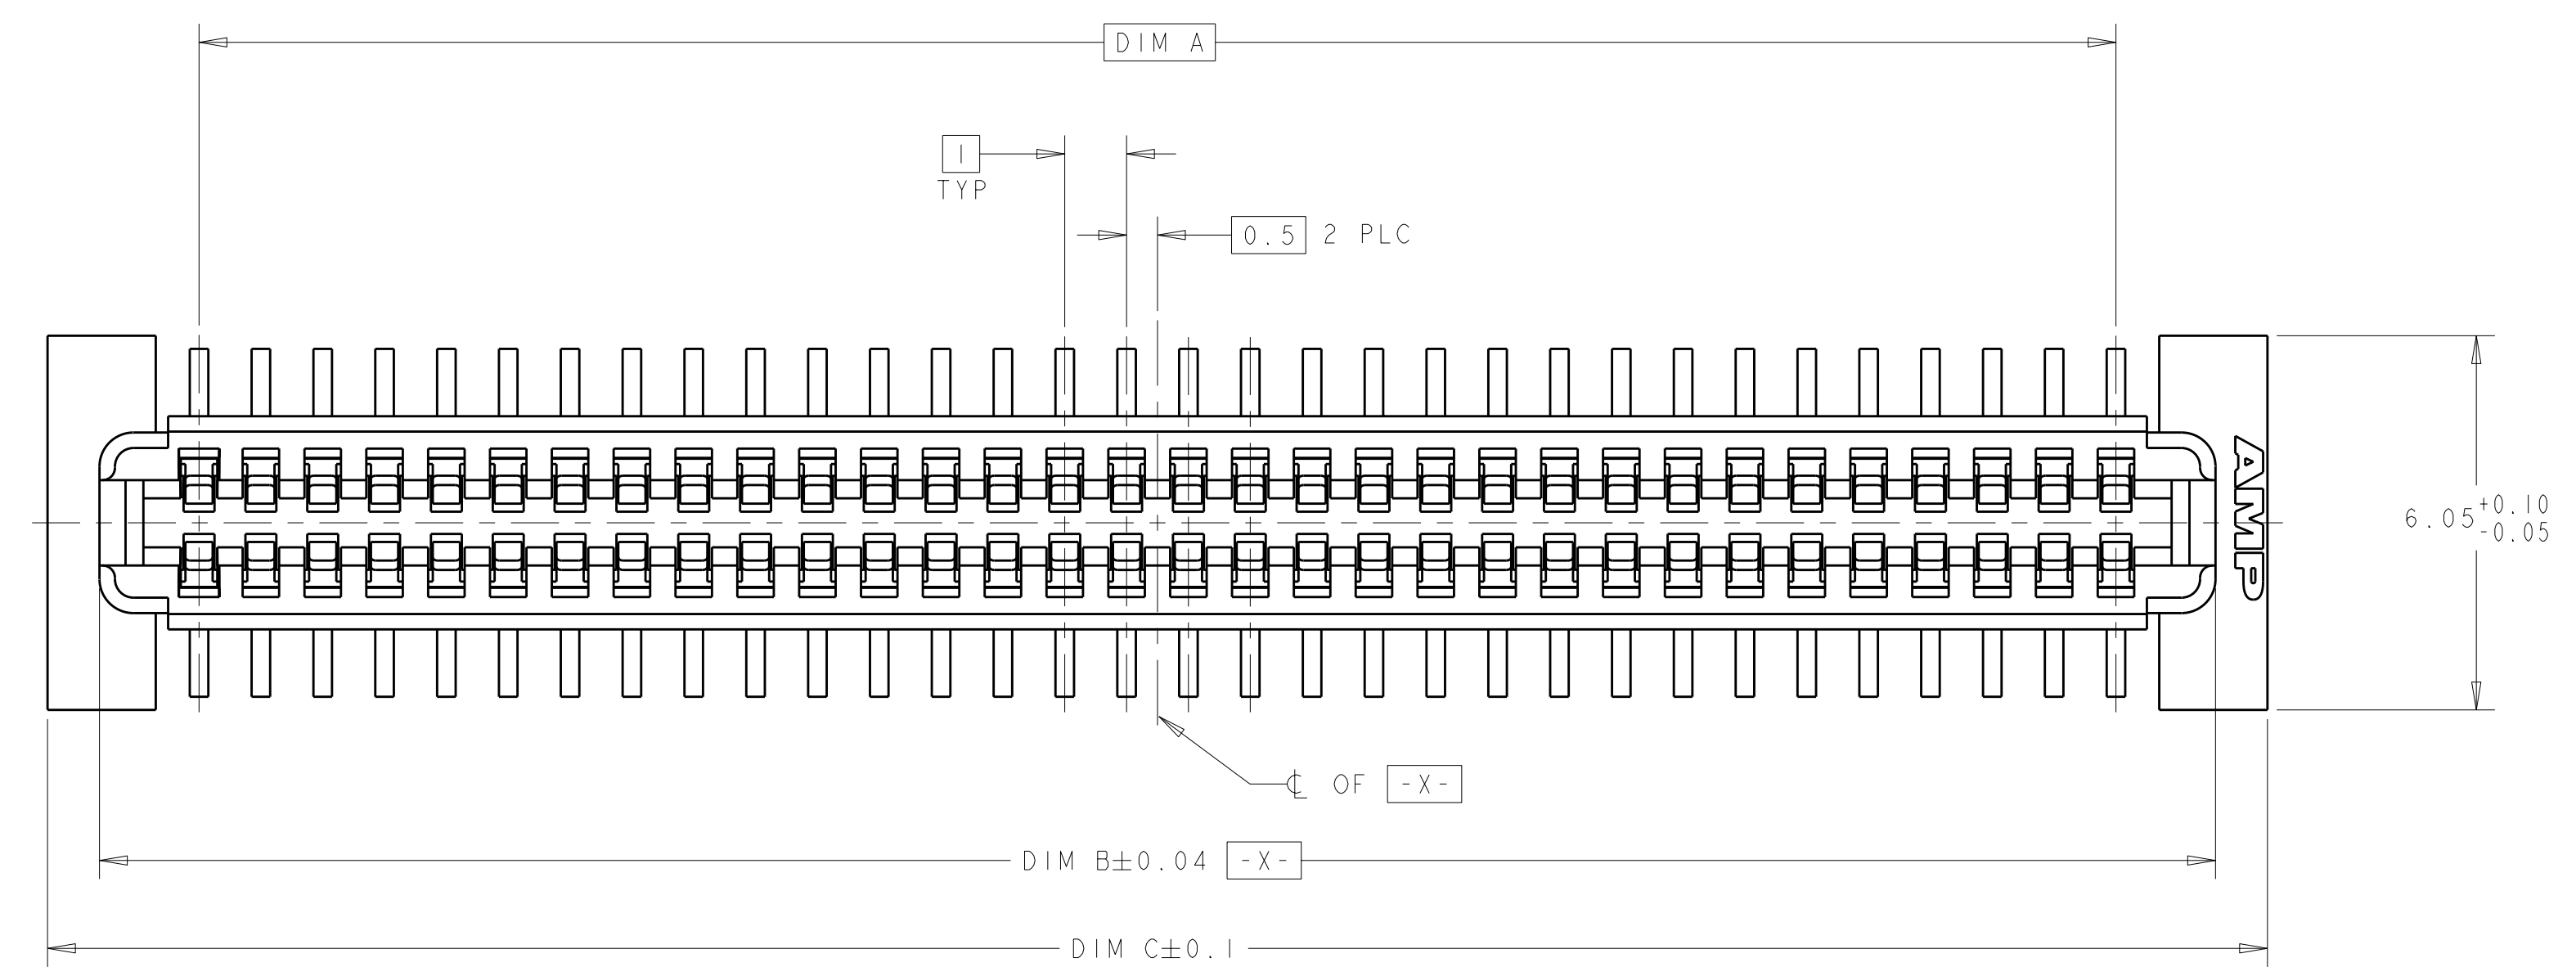 DIM A
1
TYP
0.5 2 PLC
AMP
6.05 +0.10
-0.05
℄ OF -X-
DIM B±0.04 -X-
DIM C±0.1